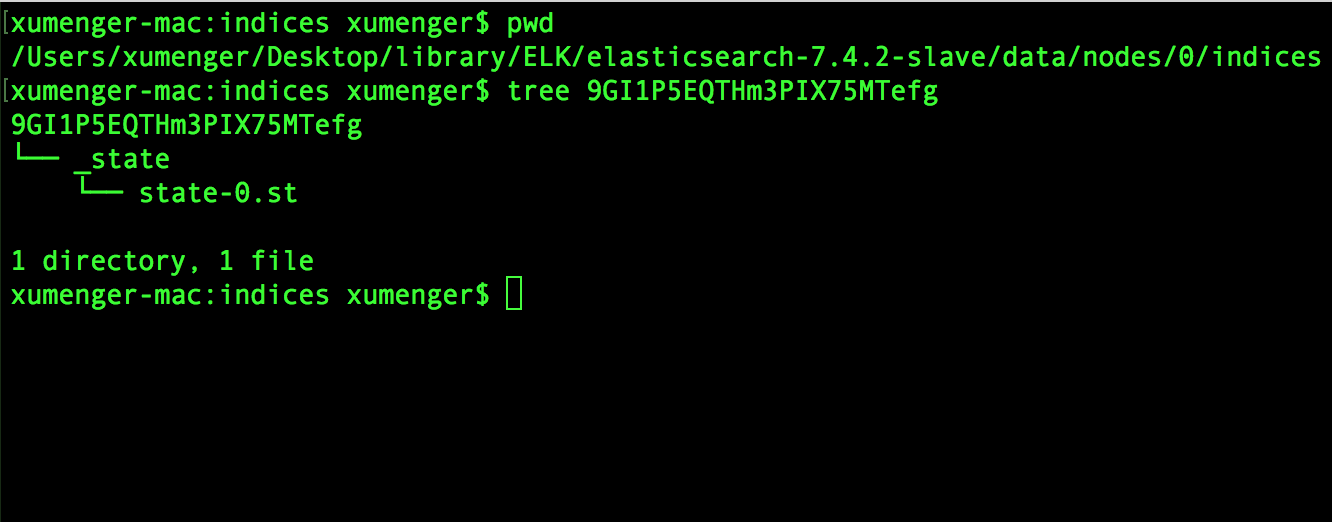 [xumenger-mac:indices xumenger$ pwd
/Users/xumenger/Desktop/library/ELK/elasticsearch-7.4.2-slave/data/nodes/0/indices
[xumenger-mac:indices xumenger$ tree 9GI1P5EQTHm3PIX75MTefg
9GI1P5EQTHm3PIX75MTefg
└── _state
    └── state-0.st
1 directory, 1 file
xumenger-mac:indices xumenger$